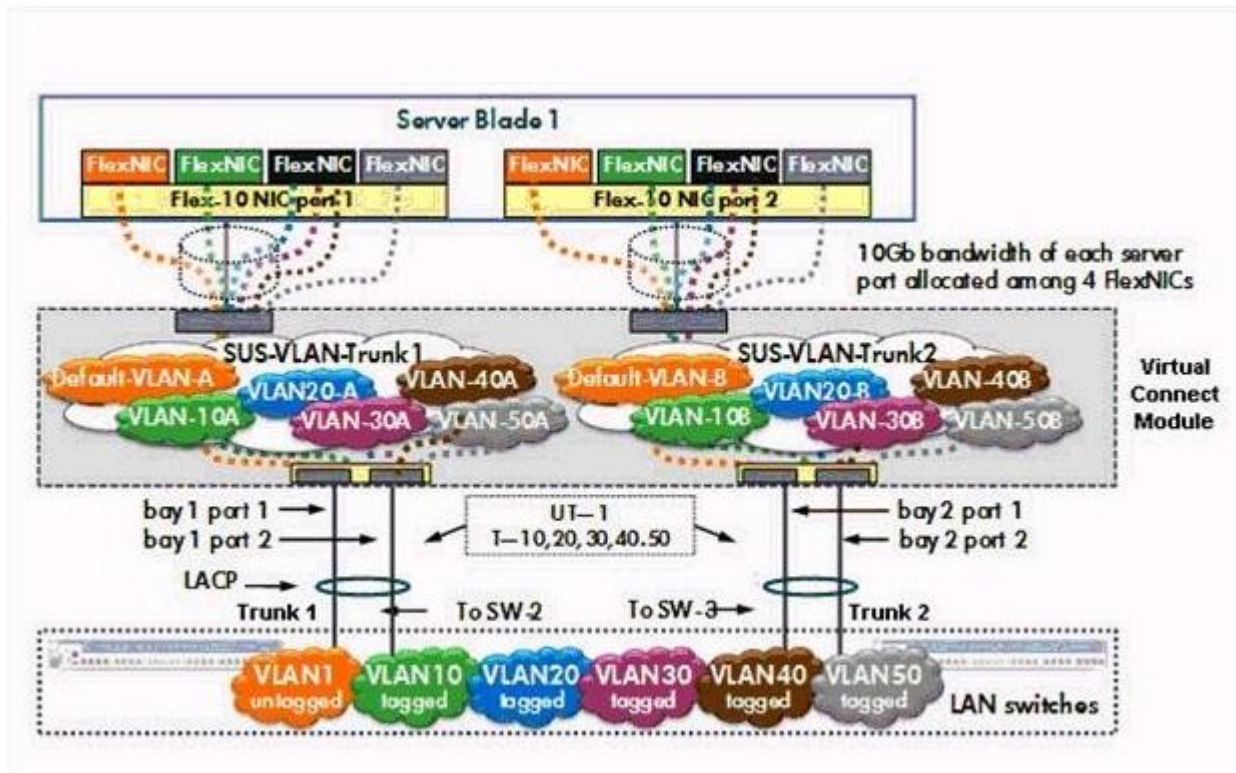 Server Blade 1
FlexNIC FlexNIC FlexNIC FlexNIC
FlexNIC FlexNIC FlexNIC FlexNIC
Flex-10 NIC port 1
Flex-10 NIC port 2
10Gb bandwidth of each server
port allocated among 4 FlexNICs
SUS-VLAN-Trunk1
Default-VLAN-A
VLAN20-A
VLAN-40A
VLAN-10A
VLAN-30A
VLAN-50A
SUS-VLAN-Trunk2
Default-VLAN-B
VLAN20-B
VLAN-40B
VLAN-10B
VLAN-30B
VLAN-50B
Virtual
Connect
Module
bay 1 port 1
bay 1 port 2
UT-1
T-10,20,30,40.50
bay 2 port 1
bay 2 port 2
LACP
Trunk 1
To SW-2
To SW-3
Trunk 2
VLAN1
untagged
VLAN10
tagged
VLAN20
tagged
VLAN30
tagged
VLAN40
tagged
VLAN50
tagged
LAN switches